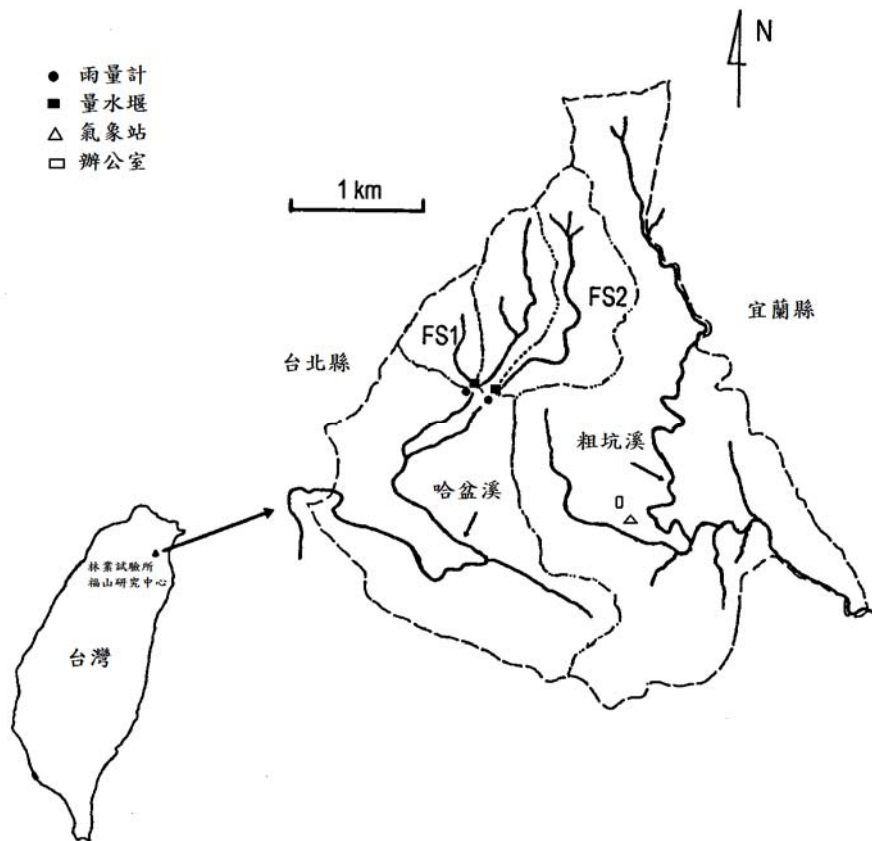 N
雨量計
量水堰
氣象站
辦公室
1 km
FS2
宜蘭縣
FS1
台北縣
粗坑溪
哈盆溪
林業試驗所
福山研究中心
台灣